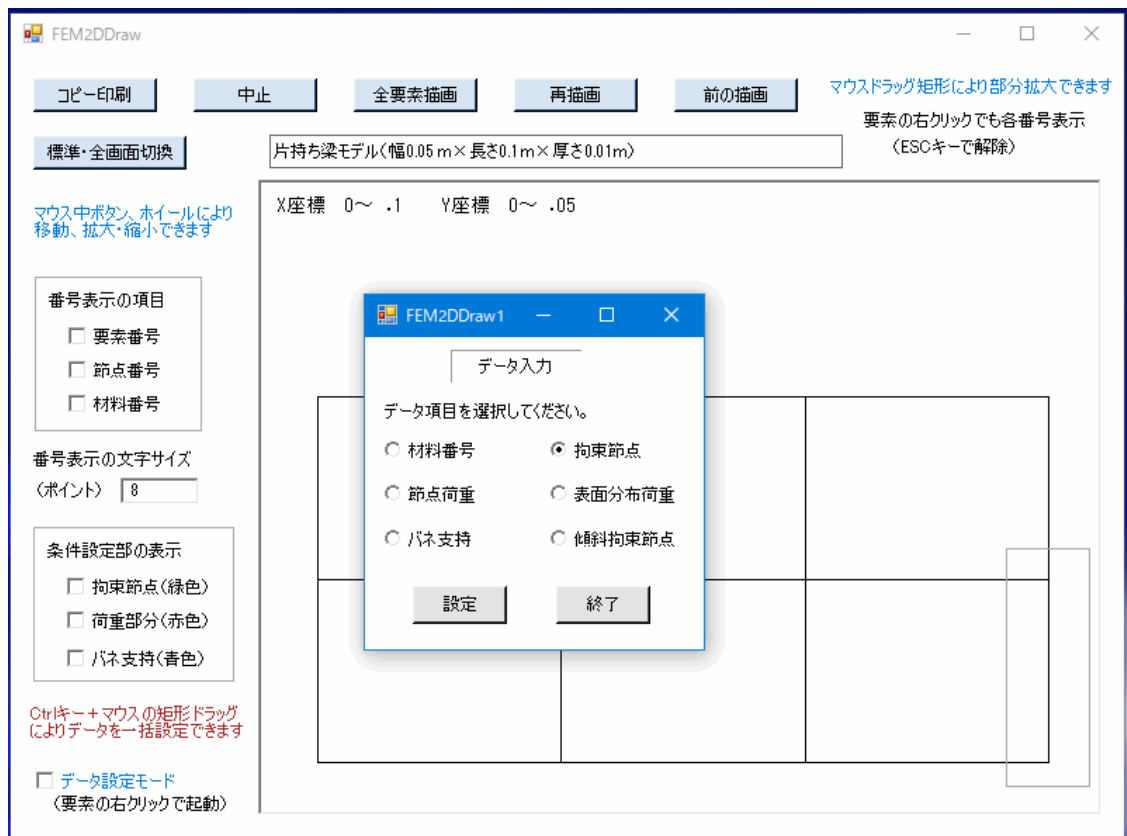 FEM2DDraw
コピー印刷
中止
全要素描画
再描画
前の描画
マウスドラッグ矩形により部分拡大できます
要素の右クリックでも各番号表示
(ESCキーで解除)
標準・全画面切換
片持ち梁モデル(幅0.05 m×長さ0.1m×厚さ0.01m)
マウス中ボタン、ホイールにより
移動、拡大・縮小できます
X座標 0～ .1 Y座標 0～ .05
番号表示の項目
要素番号
節点番号
材料番号
番号表示の文字サイズ
(ポイント) 8
条件設定部の表示
拘束節点(緑色)
荷重部分(赤色)
バネ支持(青色)
Ctrlキー+マウスの矩形ドラッグ
によりデータを一括設定できます
データ設定モード
(要素の右クリックで起動)
FEM2DDraw1
データ入力
データ項目を選択してください。
材料番号 拘束節点
節点荷重 表面分布荷重
バネ支持 傾斜拘束節点
設定 終了